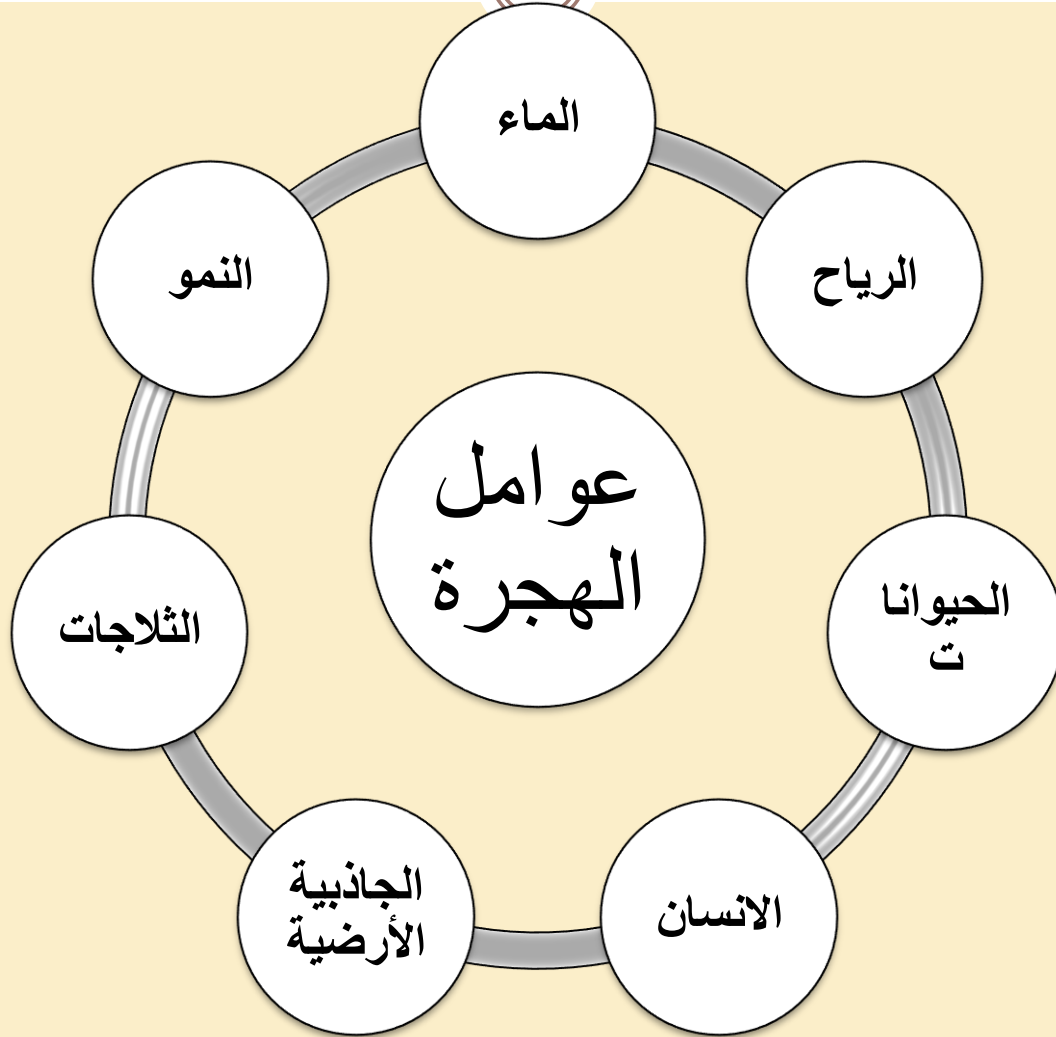 الماء
الرياح
النمو
عوامل
الهجرة
الحيوانا
ت
الثلاجات
الانسان
الجاذبية
الأرضية